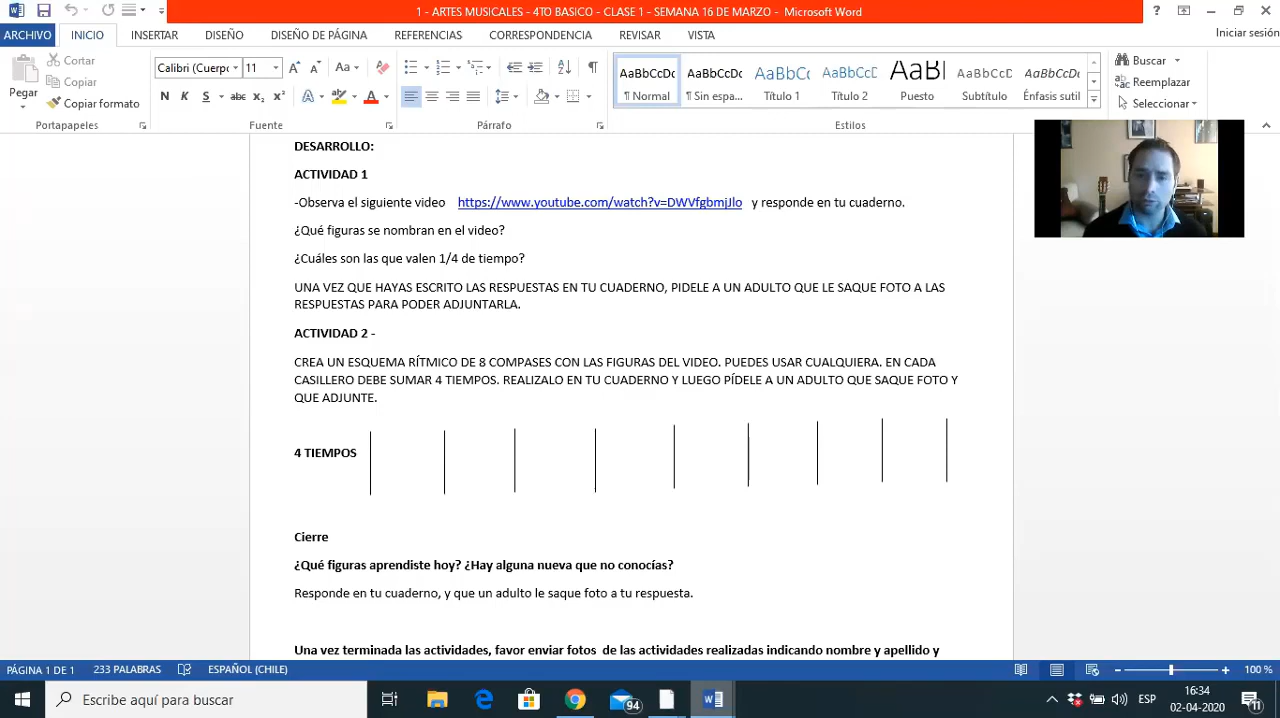 1 - ARTES MUSICALES - 4TO BASICO - CLASE 1 - SEMANA 16 DE MARZO - Microsoft Word
ARCHIVO INICIO INSERTAR DISEÑO DISEÑO DE PÁGINA REFERENCIAS CORRESPONDENCIA REVISAR VISTA Iniciar sesión
Pegar
Cortar
Copiar
Copiar formato
Portapapeles
Calibri (Cuerpo 11
N K S abc x₂ x²
Fuente
Párrafo
AaBbCcDc AaBbCcDc AaBbCc AaBbCcD AaBl AaBbCcD AaBbCcDc
¶ Normal ¶ Sin espa... Título 1 Título 2 Puesto Subtítulo Énfasis sutil
Estilos
Buscar
Reemplazar
Seleccionar
DESARROLLO:
ACTIVIDAD 1
-Observa el siguiente video https://www.youtube.com/watch?v=DWVfgbmjJlo y responde en tu cuaderno.
¿Qué figuras se nombran en el video?
¿Cuáles son las que valen 1/4 de tiempo?
UNA VEZ QUE HAYAS ESCRITO LAS RESPUESTAS EN TU CUADERNO, PIDELE A UN ADULTO QUE LE SAQUE FOTO A LAS
RESPUESTAS PARA PODER ADJUNTARLA.
ACTIVIDAD 2 -
CREA UN ESQUEMA RÍTMICO DE 8 COMPASES CON LAS FIGURAS DEL VIDEO. PUEDES USAR CUALQUIERA. EN CADA
CASILLERO DEBE SUMAR 4 TIEMPOS. REALIZALO EN TU CUADERNO Y LUEGO PÍDELE A UN ADULTO QUE SAQUE FOTO Y
QUE ADJUNTE.
4 TIEMPOS
Cierre
¿Qué figuras aprendiste hoy? ¿Hay alguna nueva que no conocías?
Responde en tu cuaderno, y que un adulto le saque foto a tu respuesta.
Una vez terminada las actividades, favor enviar fotos de las actividades realizadas indicando nombre y apellido y
PÁGINA 1 DE 1 233 PALABRAS ESPAÑOL (CHILE) 100 %
Escribe aquí para buscar
94
ESP
16:34
02-04-2020
11